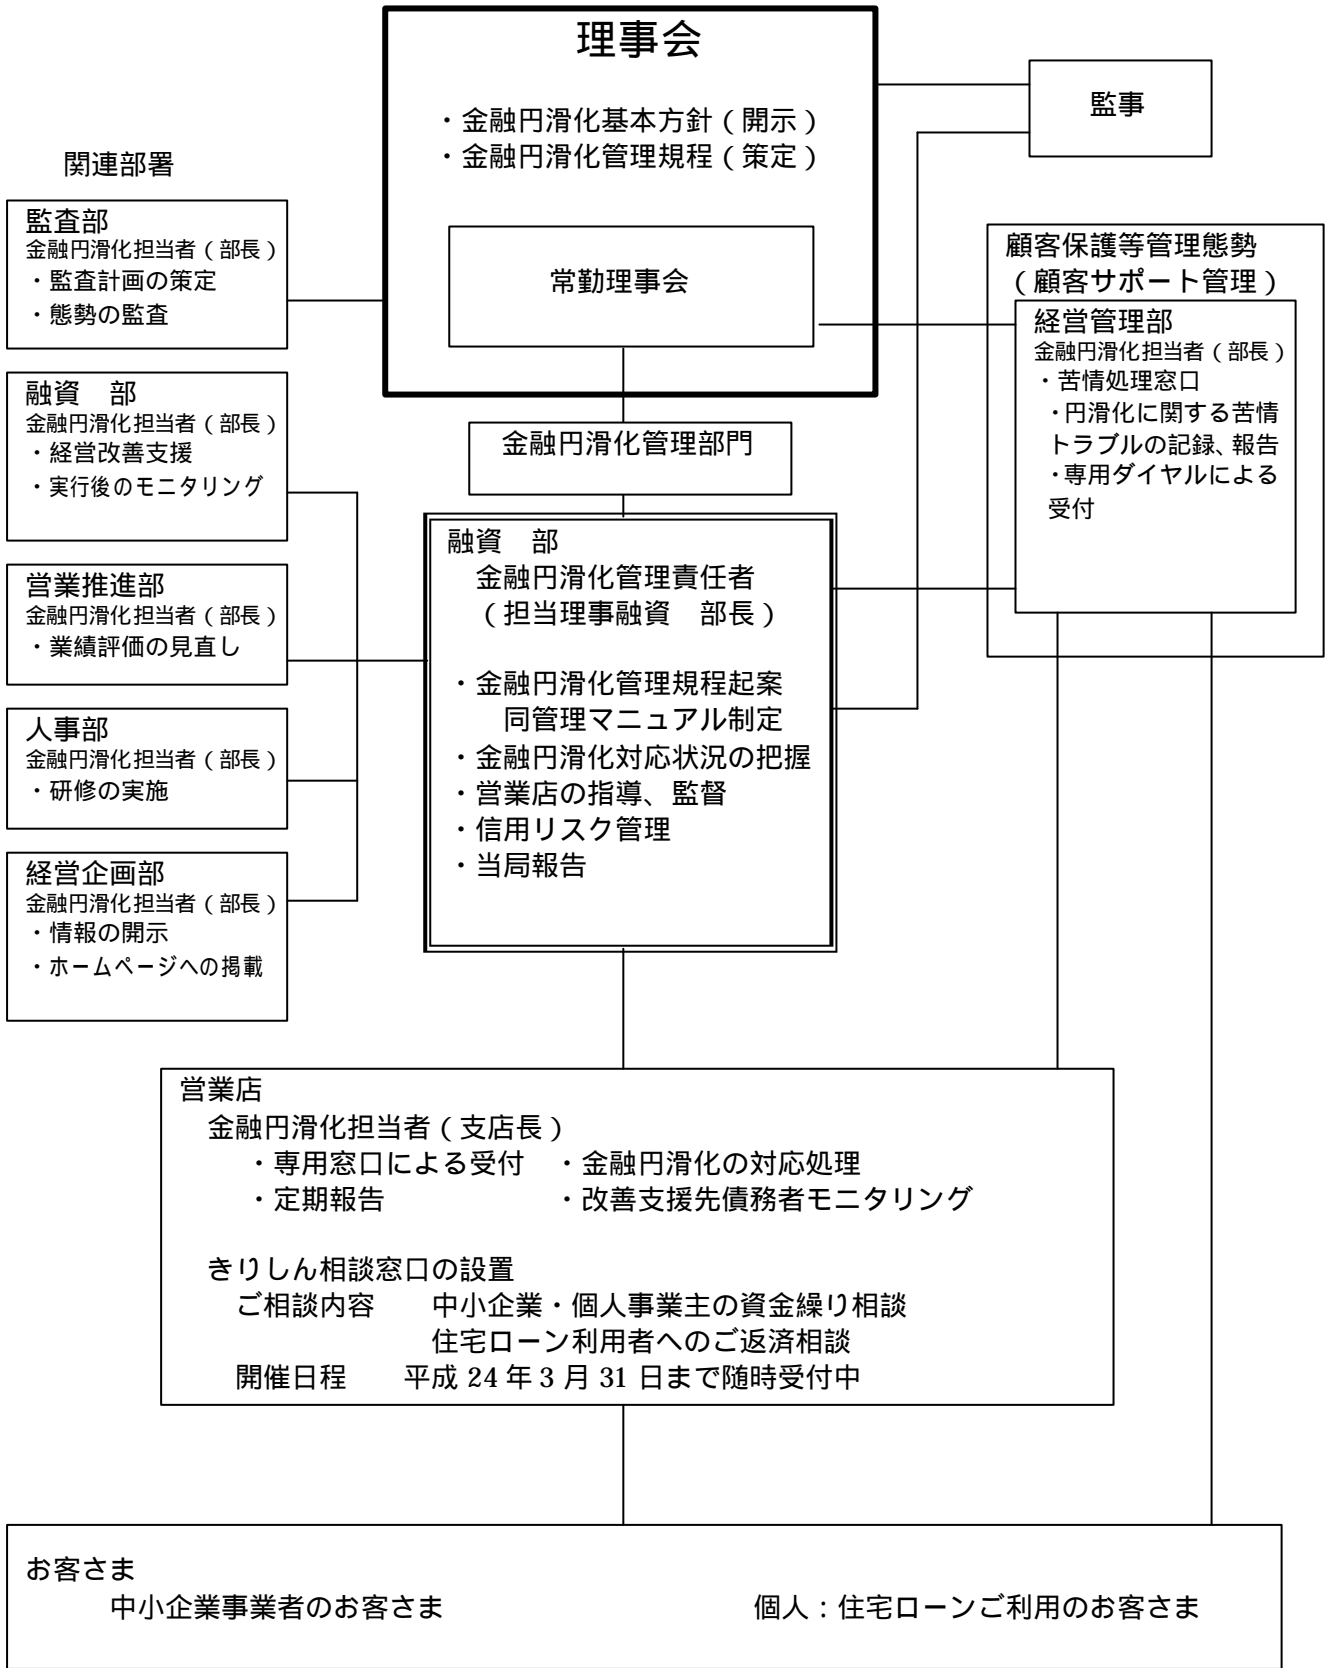 理事会
・金融円滑化基本方針（開示）
・金融円滑化管理規程（策定）
常勤理事会
監事
関連部署
監査部
金融円滑化担当者（部長）
・監査計画の策定
・態勢の監査
融資　部
金融円滑化担当者（部長）
・経営改善支援
・実行後のモニタリング
営業推進部
金融円滑化担当者（部長）
・業績評価の見直し
人事部
金融円滑化担当者（部長）
・研修の実施
経営企画部
金融円滑化担当者（部長）
・情報の開示
・ホームページへの掲載
金融円滑化管理部門
融資　部
金融円滑化管理責任者
（担当理事融資　部長）
・金融円滑化管理規程起案
同管理マニュアル制定
・金融円滑化対応状況の把握
・営業店の指導、監督
・信用リスク管理
・当局報告
顧客保護等管理態勢
（顧客サポート管理）
経営管理部
金融円滑化担当者（部長）
・苦情処理窓口
・円滑化に関する苦情
トラブルの記録、報告
・専用ダイヤルによる
受付
営業店
金融円滑化担当者（支店長）
・専用窓口による受付　・金融円滑化の対応処理
・定期報告　・改善支援先債務者モニタリング
きりしん相談窓口の設置
ご相談内容　中小企業・個人事業主の資金繰り相談
住宅ローン利用者へのご返済相談
開催日程　平成 24 年 3 月 31 日まで随時受付中
お客さま
中小企業事業者のお客さま　個人：住宅ローンご利用のお客さま